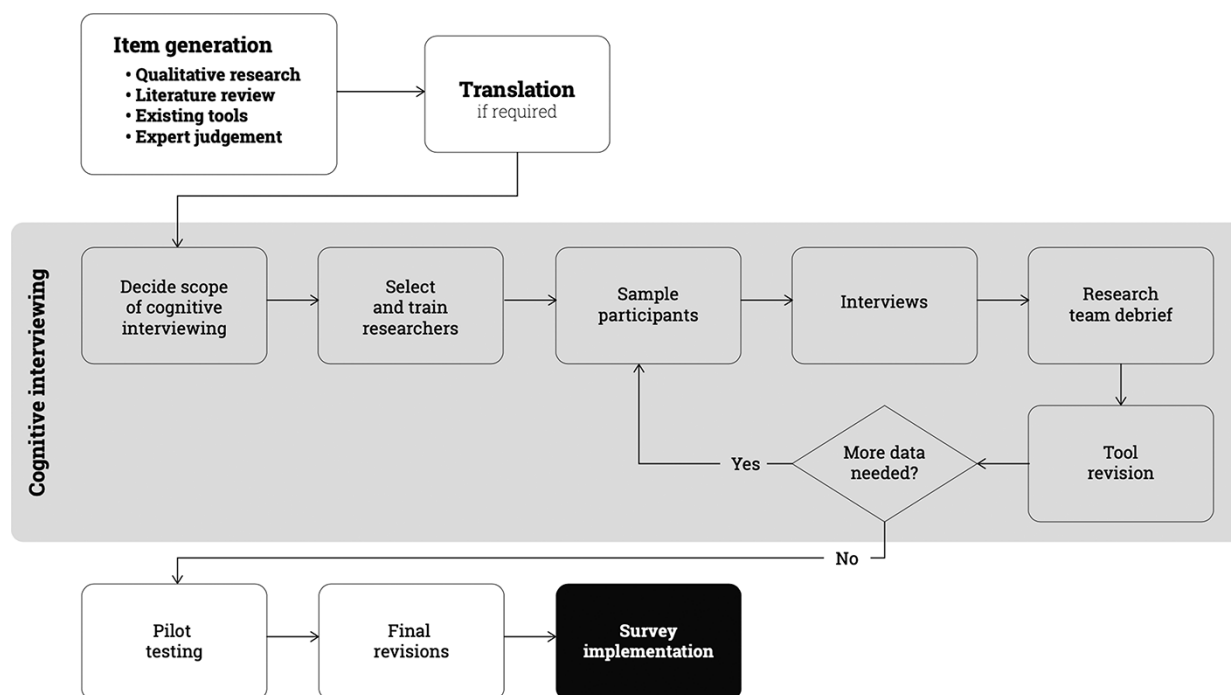 Item generation
• Qualitative research
• Literature review
• Existing tools
• Expert judgement
Translation
if required
Cognitive interviewing
Decide scope
of cognitive
interviewing
Select
and train
researchers
Sample
participants
Interviews
Research
team debrief
Tool
revision
More data
needed?
Yes
No
Pilot
testing
Final
revisions
Survey
implementation